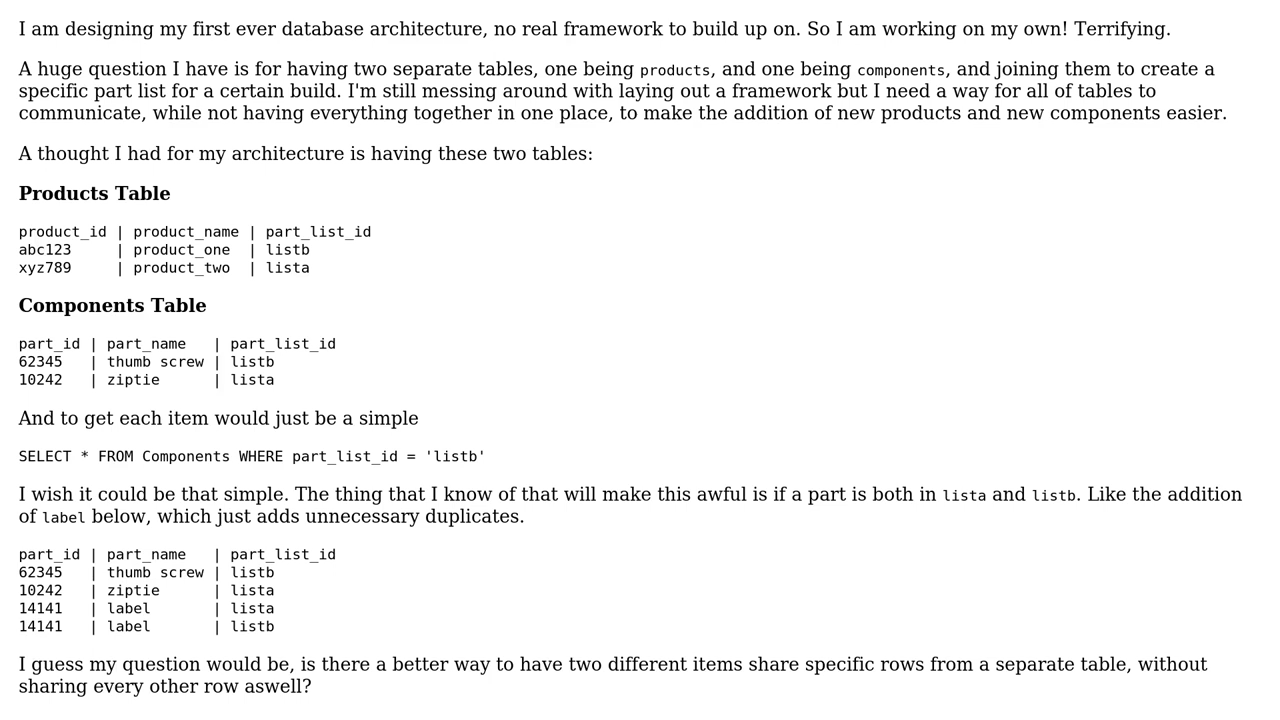 I am designing my first ever database architecture, no real framework to build up on. So I am working on my own! Terrifying.
A huge question I have is for having two separate tables, one being products, and one being components, and joining them to create a
specific part list for a certain build. I'm still messing around with laying out a framework but I need a way for all of tables to
communicate, while not having everything together in one place, to make the addition of new products and new components easier.
A thought I had for my architecture is having these two tables:
Products Table
product_id | product_name | part_list_id
abc123     | product_one  | listb
xyz789     | product_two  | lista
Components Table
part_id | part_name   | part_list_id
62345   | thumb screw | listb
10242   | ziptie      | lista
And to get each item would just be a simple
SELECT * FROM Components WHERE part_list_id = 'listb'
I wish it could be that simple. The thing that I know of that will make this awful is if a part is both in lista and listb. Like the addition
of label below, which just adds unnecessary duplicates.
part_id | part_name   | part_list_id
62345   | thumb screw | listb
10242   | ziptie      | lista
14141   | label       | lista
14141   | label       | listb
I guess my question would be, is there a better way to have two different items share specific rows from a separate table, without
sharing every other row aswell?